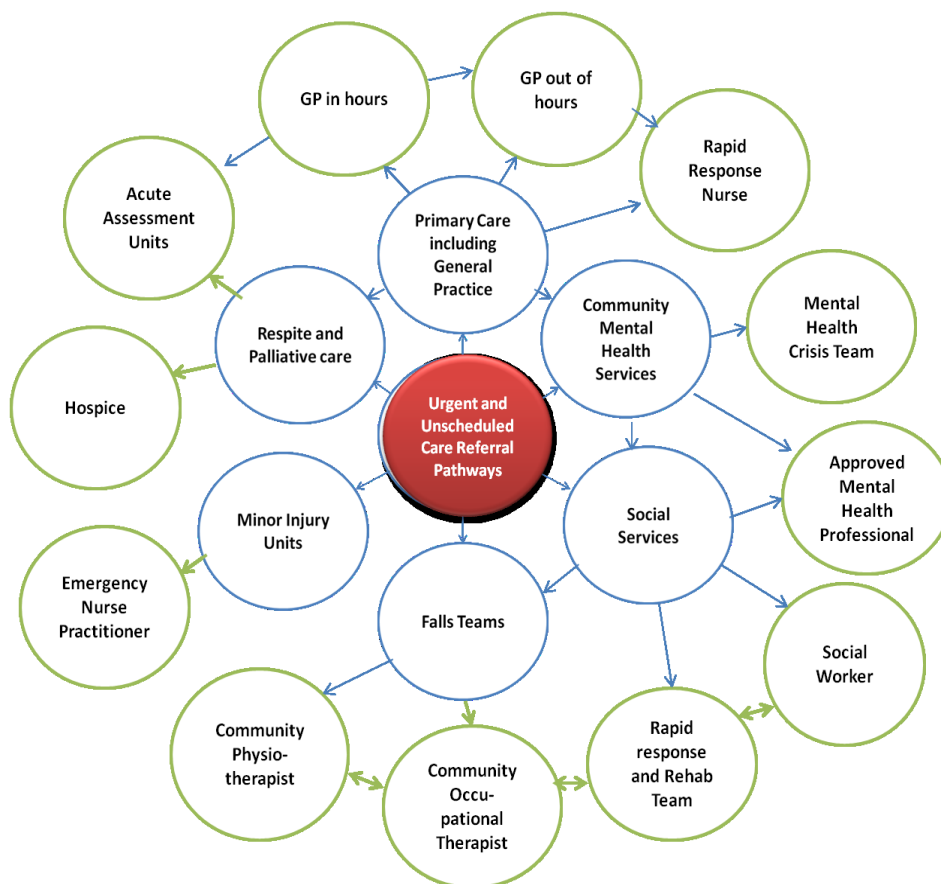 GP in hours
GP out of
hours
Rapid
Response
Nurse
Acute
Assessment
Units
Primary Care
including
General
Practice
Community
Mental
Health
Services
Mental
Health
Crisis Team
Respite and
Palliative care
Hospice
Urgent and
Unscheduled
Care Referral
Pathways
Approved
Mental
Health
Professional
Minor Injury
Units
Social
Services
Emergency
Nurse
Practitioner
Falls Teams
Social
Worker
Community
Physio-
therapist
Community
Occu-
pational
Therapist
Rapid
response
and Rehab
Team